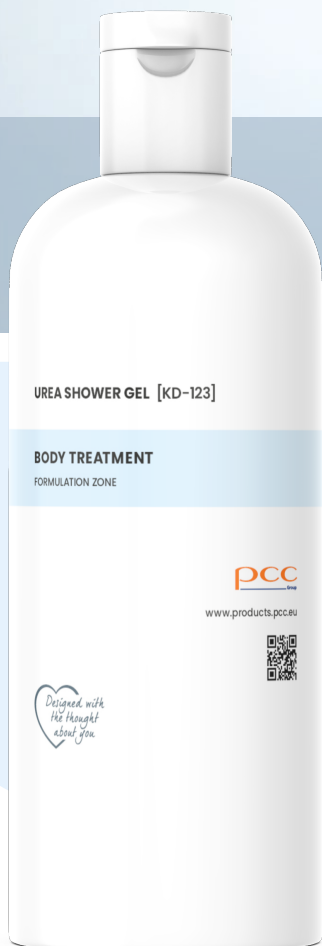 UREA SHOWER GEL [KD-123]
BODY TREATMENT
FORMULATION ZONE
pcc
Group
www.products.pcc.eu
Designed with
the thought
about you